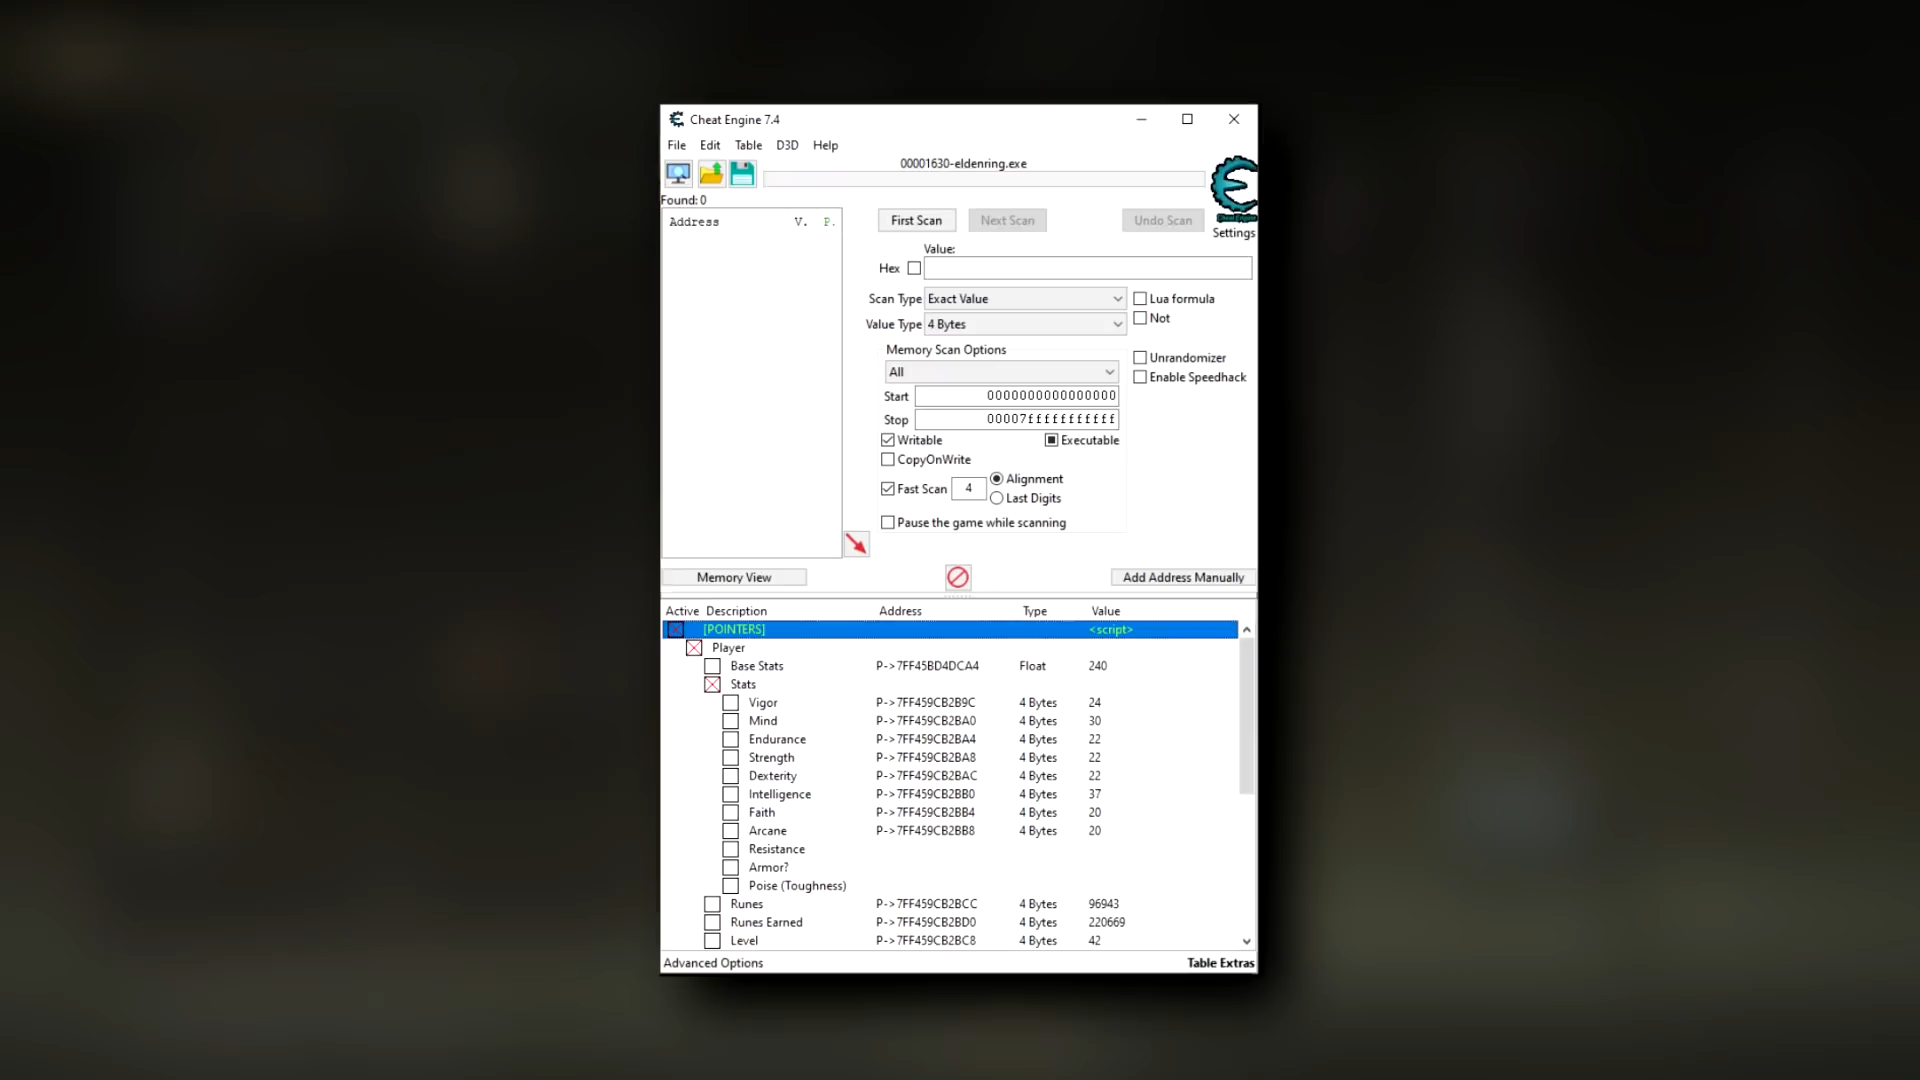 Cheat Engine 7.4
File Edit Table D3D Help
00001630-eldenring.exe
Cheat Engine
Settings
Found: 0
Address V. P.
First Scan Next Scan Undo Scan
Value:
Hex
Scan Type Exact Value Lua formula
Not
Value Type 4 Bytes
Memory Scan Options
All
Unrandomizer
Enable Speedhack
Start 0000000000000000
Stop 00007fffffffffff
Writable Executable
CopyOnWrite
Fast Scan 4 Alignment
Last Digits
Pause the game while scanning
Memory View Add Address Manually
Active Description Address Type Value
[POINTERS] <script>
Player
Base Stats P->7FF45BD4DCA4 Float 240
Stats
Vigor P->7FF459CB2B9C 4 Bytes 24
Mind P->7FF459CB2BA0 4 Bytes 30
Endurance P->7FF459CB2BA4 4 Bytes 22
Strength P->7FF459CB2BA8 4 Bytes 22
Dexterity P->7FF459CB2BAC 4 Bytes 22
Intelligence P->7FF459CB2BB0 4 Bytes 37
Faith P->7FF459CB2BB4 4 Bytes 20
Arcane P->7FF459CB2BB8 4 Bytes 20
Resistance
Armor?
Poise (Toughness)
Runes P->7FF459CB2BCC 4 Bytes 96943
Runes Earned P->7FF459CB2BD0 4 Bytes 220669
Level P->7FF459CB2BC8 4 Bytes 42
Advanced Options Table Extras